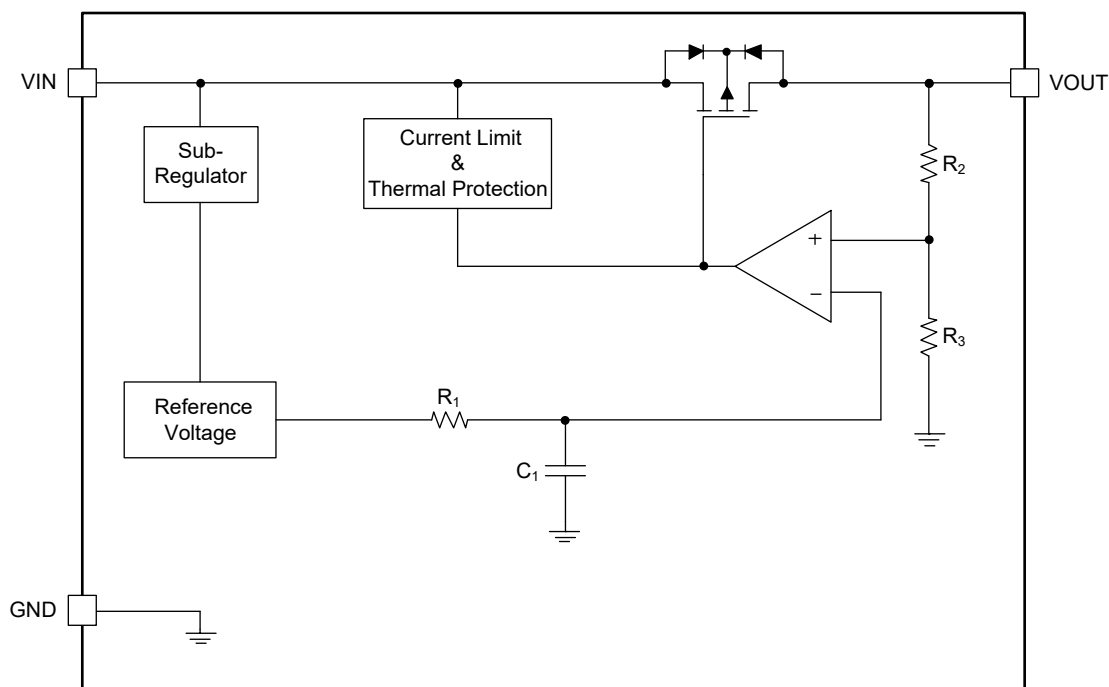 VIN
VOUT
Sub-
Regulator
Current Limit
&
Thermal Protection
R2
+
−
R3
Reference
Voltage
R1
C1
GND